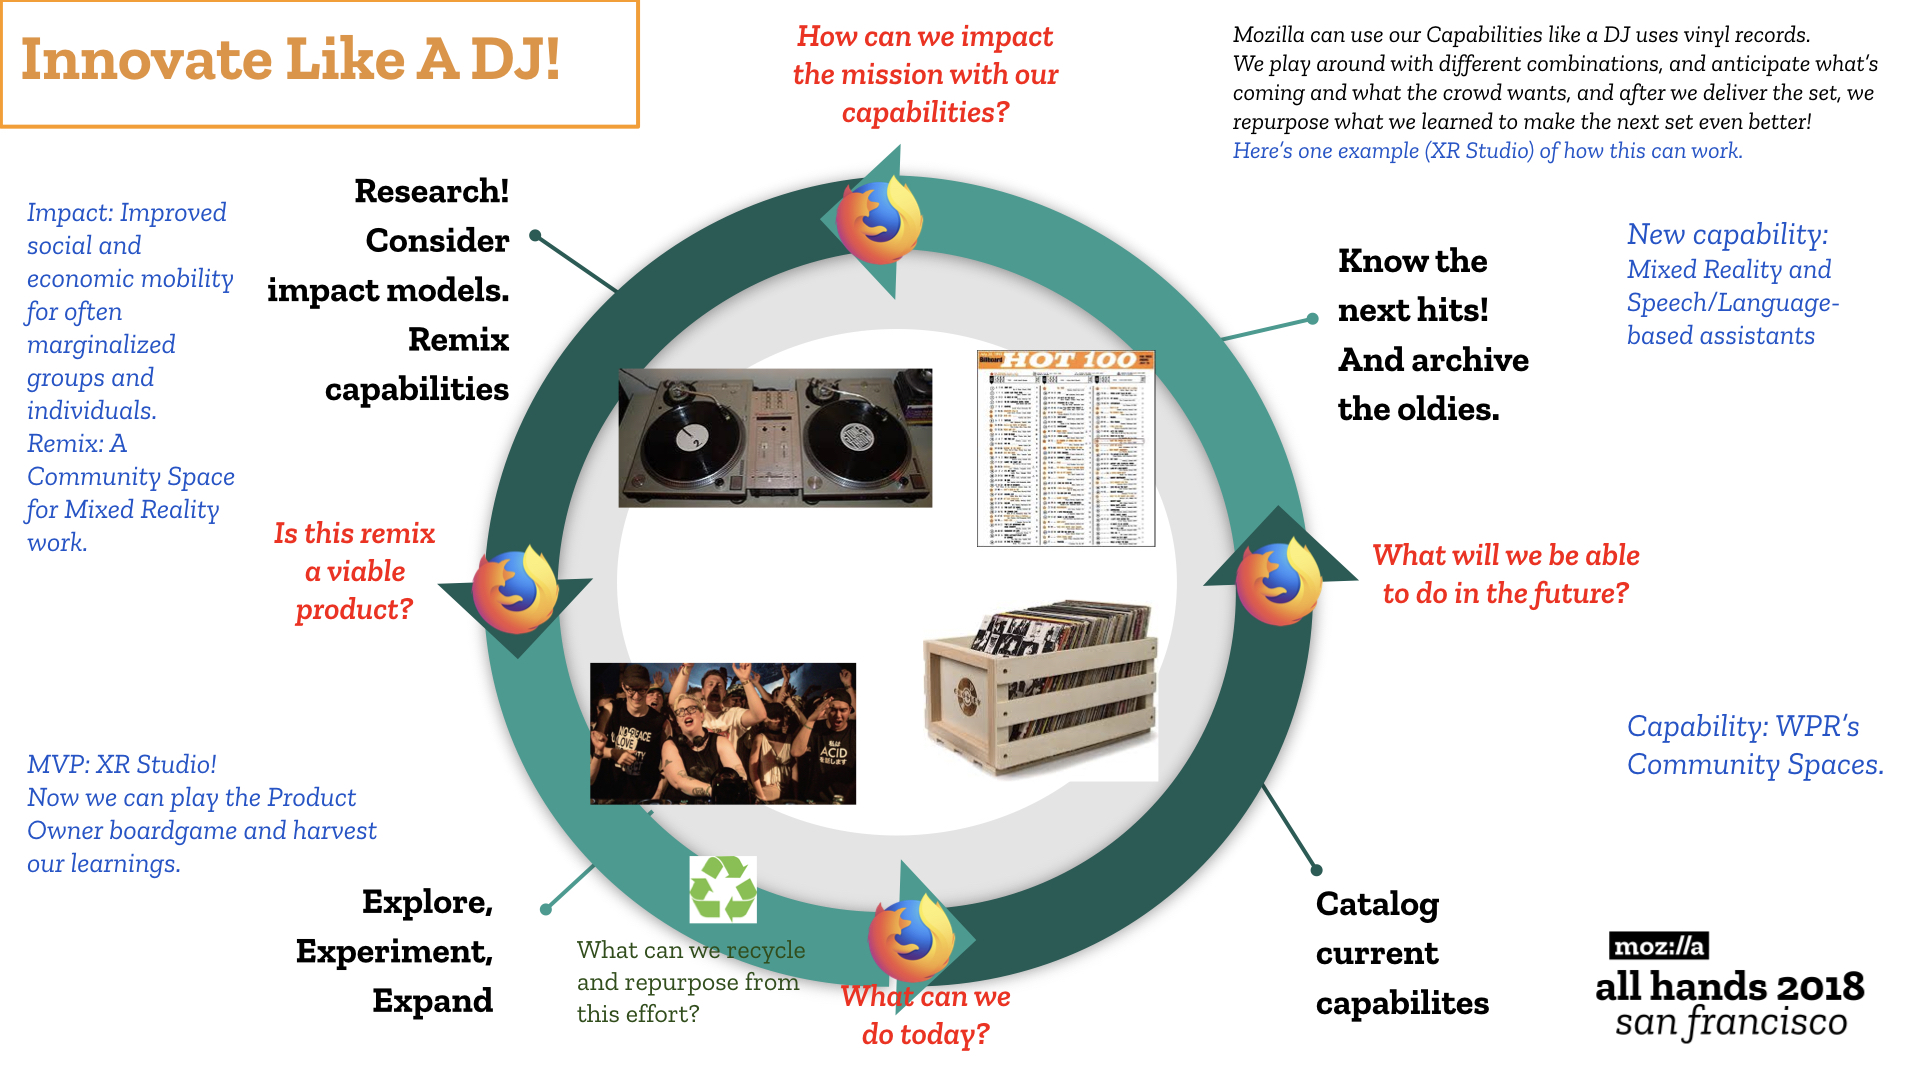 Innovate Like A DJ!
How can we impact
the mission with our
capabilities?
Mozilla can use our Capabilities like a DJ uses vinyl records.
We play around with different combinations, and anticipate what's
coming and what the crowd wants, and after we deliver the set, we
repurpose what we learned to make the next set even better!
Here's one example (XR Studio) of how this can work.
Impact: Improved
social and
economic mobility
for often
marginalized
groups and
individuals.
Remix: A
Community Space
for Mixed Reality
work.
Research!
Consider
impact models.
Remix
capabilities
Know the
next hits!
And archive
the oldies.
New capability:
Mixed Reality and
Speech/Language-
based assistants
Billboard HOT 100
2
Is this remix
a viable
product?
What will we be able
to do in the future?
NO PEACE
LOVE
ACID
Capability: WPR's
Community Spaces.
MVP: XR Studio!
Now we can play the Product
Owner boardgame and harvest
our learnings.
Explore,
Experiment,
Expand
What can we recycle
and repurpose from
this effort?
What can we
do today?
Catalog
current
capabilites
moz://a
all hands 2018
san francisco